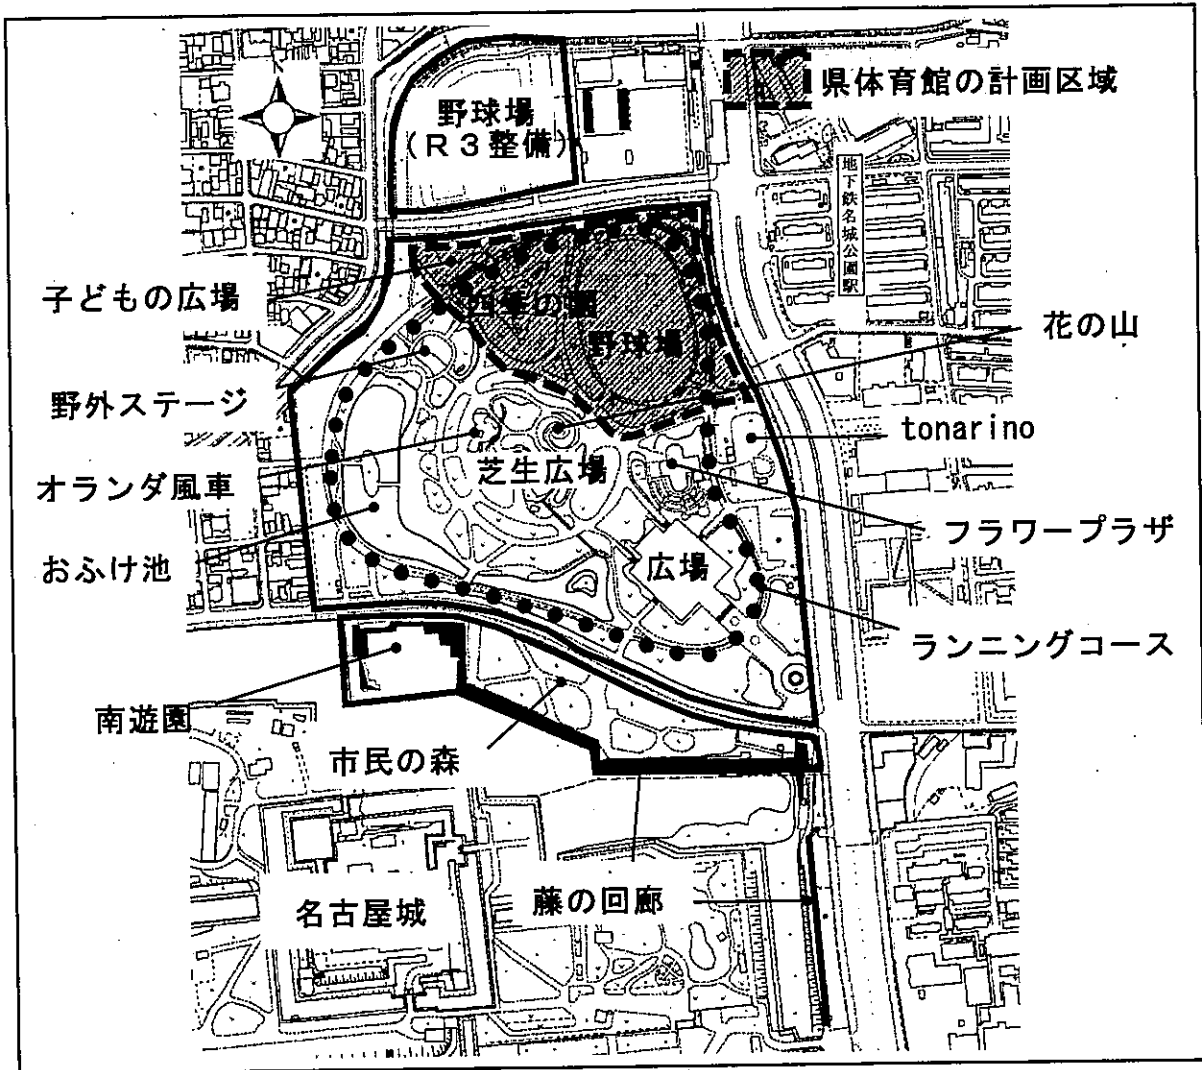 野球場
(R3整備)
県体育館の計画区域
地下鉄名城公園駅
子どもの広場
四季の園
野球場
花の山
野外ステージ
tonarino
芝生広場
オランダ風車
フラワープラザ
おふけ池
広場
ランニングコース
南遊園
市民の森
名古屋城
藤の回廊